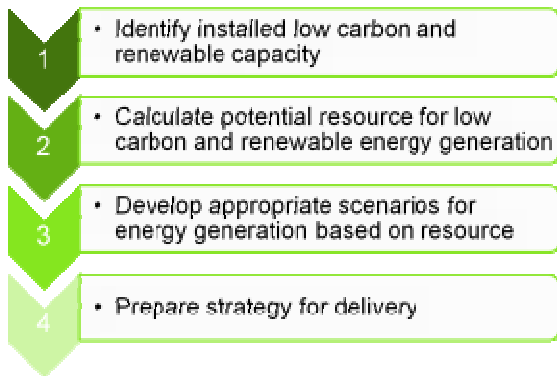 1
• Identify installed low carbon and
renewable capacity
2
• Calculate potential resource for low
carbon and renewable energy generation
3
• Develop appropriate scenarios for
energy generation based on resource
4
• Prepare strategy for delivery